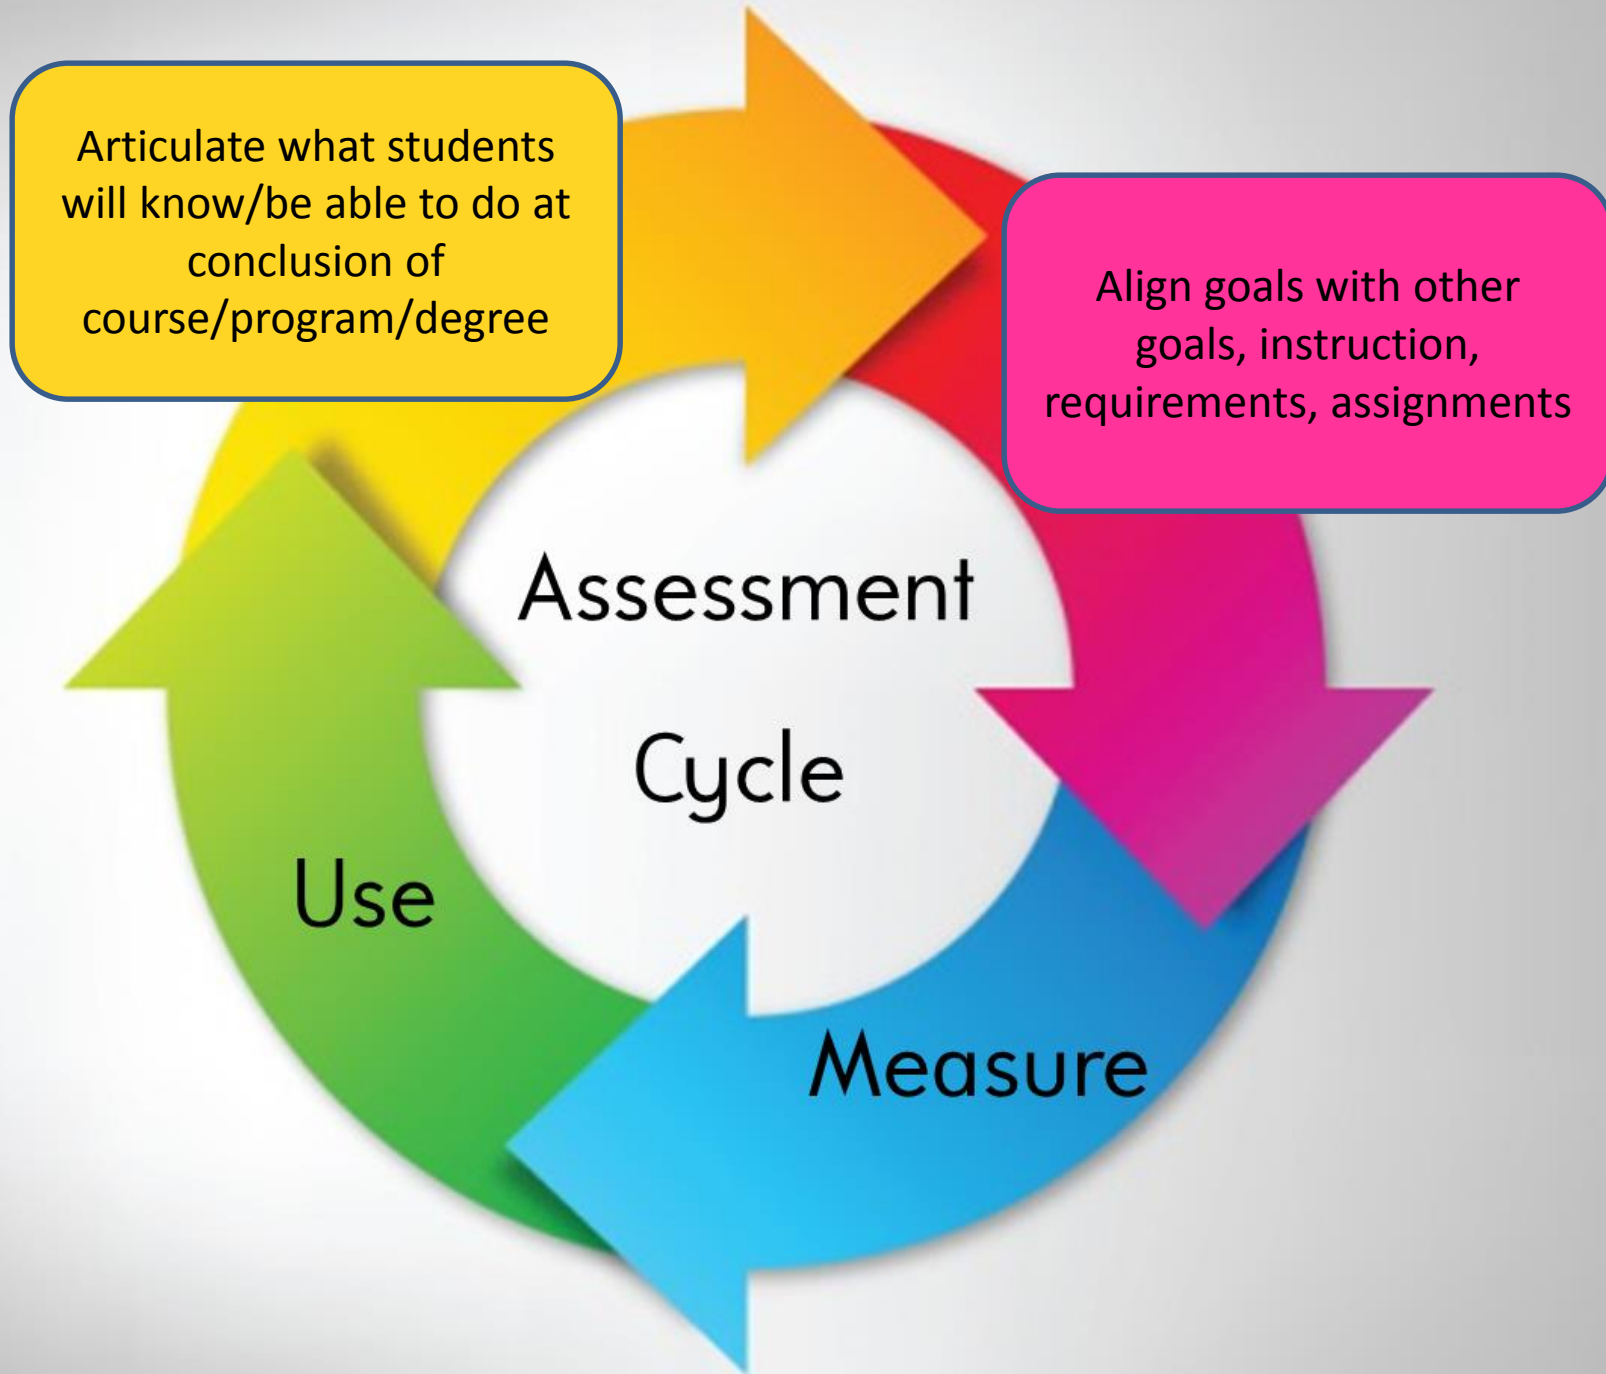 Articulate what students
will know/be able to do at
conclusion of
course/program/degree
Align goals with other
goals, instruction,
requirements, assignments
Assessment
Cycle
Use
Measure